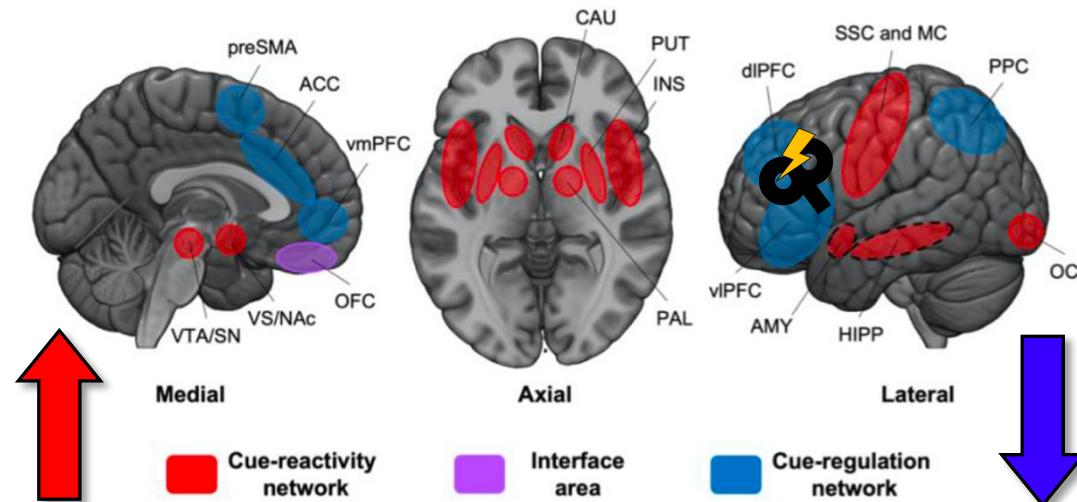 preSMA
ACC
vmPFC
OFC
VS/NAc
VTA/SN
Medial
CAU
PUT
INS
PAL
Axial
SSC and MC
dlPFC
PPC
vlPFC
AMY
HIPP
OC
Lateral
Cue-reactivity
network
Interface
area
Cue-regulation
network